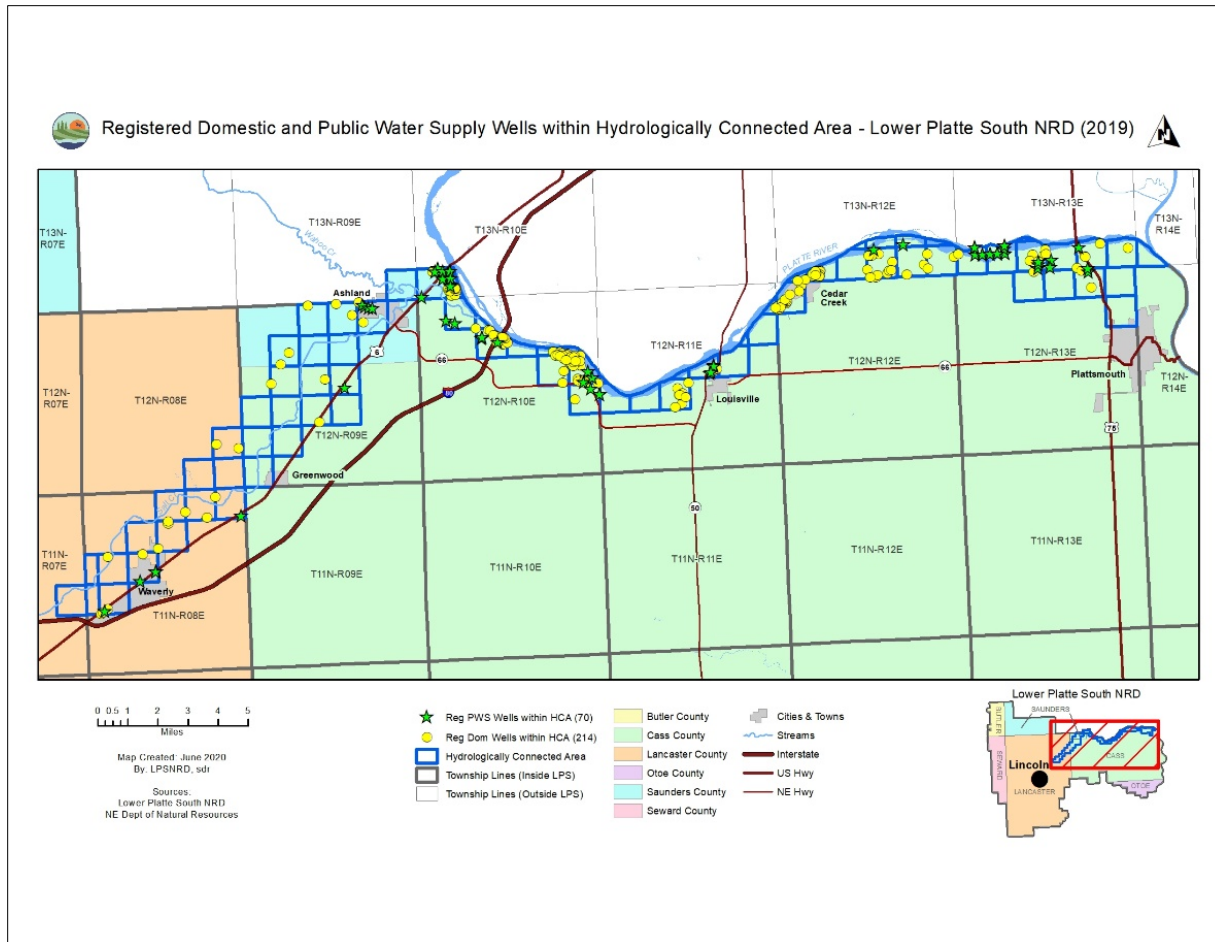 Registered Domestic and Public Water Supply Wells within Hydrologically Connected Area - Lower Platte South NRD (2019)
N
T13N-
R07E
T13N-R09E
Wahoo Cr
T13N-R10E
T13N-R12E
T13N-R13E
T13N-
R14E
PLATTE RIVER
Ashland
Cedar
Creek
6
66
80
T12N-R11E
T12N-
R07E
T12N-R08E
T12N-R09E
T12N-R10E
Louisville
66
T12N-R12E
T12N-R13E
Plattsmouth
T12N-
R14E
75
Greenwood
50
T11N-
R07E
Waverly
T11N-R08E
T11N-R09E
T11N-R10E
T11N-R11E
T11N-R12E
T11N-R13E
0 0.5 1 2 3 4 5
Miles
Map Created: June 2020
By: LPSNRD, sdr
Sources:
Lower Platte South NRD
NE Dept of Natural Resources
Reg PWS Wells within HCA (70)
Reg Dom Wells within HCA (214)
Hydrologically Connected Area
Township Lines (Inside LPS)
Township Lines (Outside LPS)
Butler County
Cass County
Lancaster County
Otoe County
Saunders County
Seward County
Cities & Towns
Streams
Interstate
US Hwy
NE Hwy
Lower Platte South NRD
BUTLER
SAUNDERS
SEWARD
Lincoln
LANCASTER
CASS
OTOE